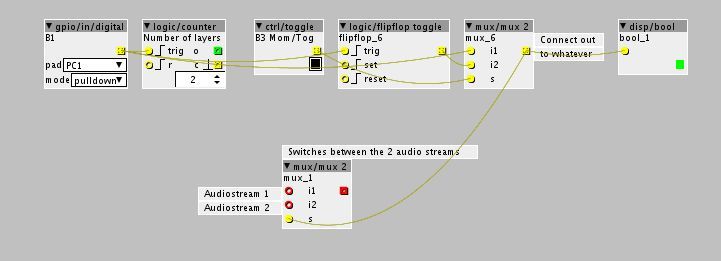 gpio/in/digital
B1
pad PC1
mode pulldown
logic/counter
Number of layers
trig o
r c
2
ctrl/toggle
B3 Mom/Tog
logic/flipflop toggle
flipflop_6
trig
set
reset
mux/mux 2
mux_6
i1
i2
s
Connect out
to whatever
disp/bool
bool_1
Switches between the 2 audio streams
mux/mux 2
mux_1
Audiostream 1
i1
Audiostream 2
i2
s